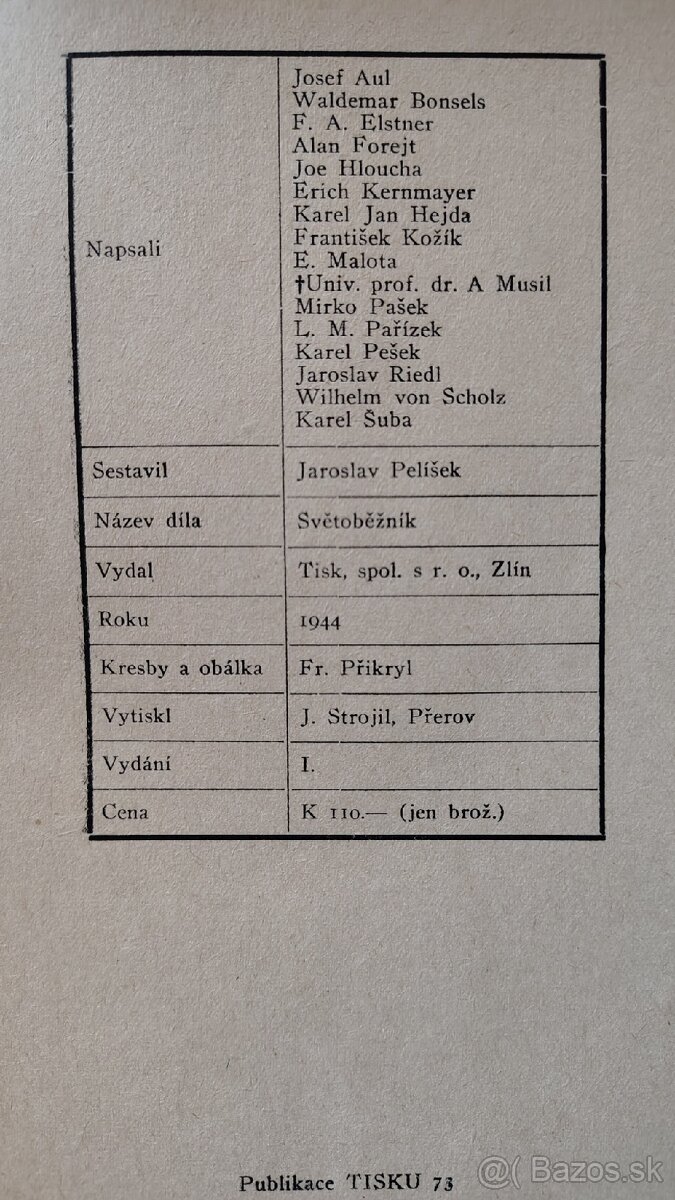 Napsali
Josef Aul
Waldemar Bonsels
F. A. Elstner
Alan Forejt
Joe Hloucha
Erich Kernmayer
Karel Jan Hejda
František Kožík
E. Malota
†Univ. prof. dr. A Musil
Mirko Pašek
L. M. Pařízek
Karel Pešek
Jaroslav Riedl
Wilhelm von Scholz
Karel Šuba
Sestavil Jaroslav Pelíšek
Název díla Světoběžník
Vydal Tisk, spol. s r. o., Zlín
Roku 1944
Kresby a obálka Fr. Přikryl
Vytiskl J. Strojil, Přerov
Vydání I.
Cena K 110.— (jen brož.)
Publikace TISKU 73
@( Bazos.sk